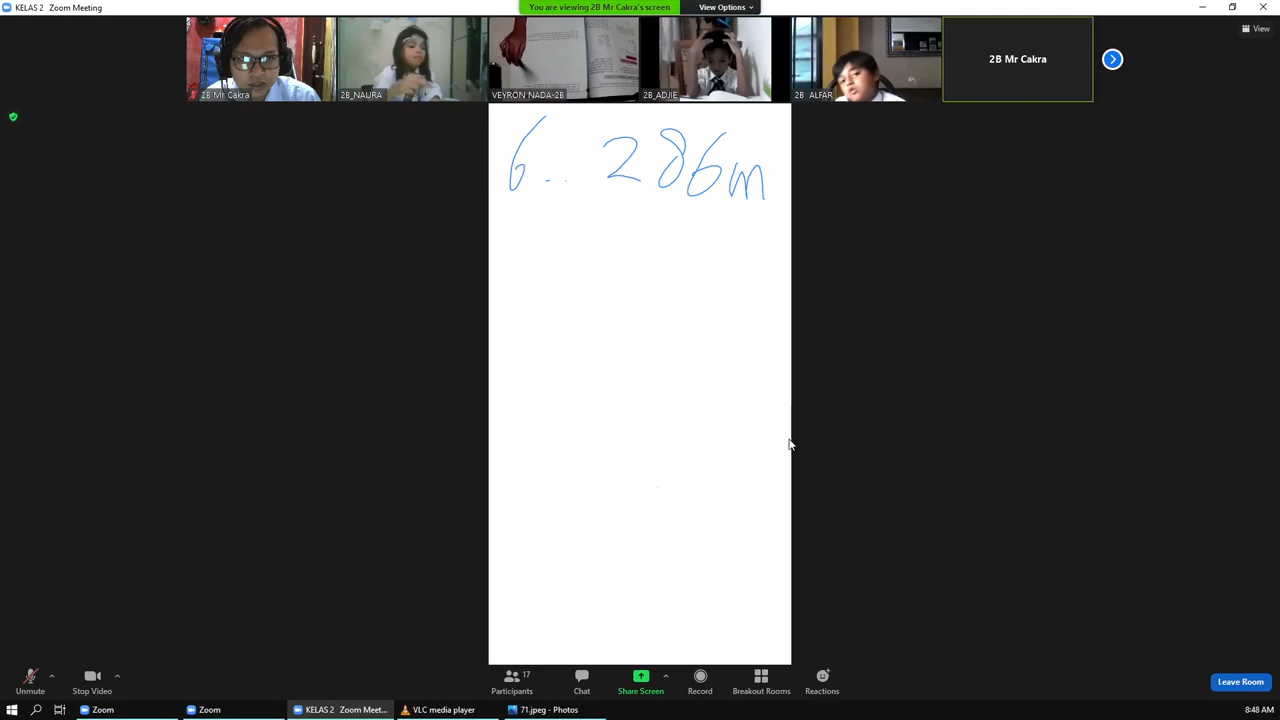 KELAS 2 Zoom Meeting
You are viewing 2B Mr Cakra's screen
View Options
View
2B Mr Cakra
2B_NAURA
VEYRON NADA-2B
2B_ADJIE
2B ALFAR
2B Mr Cakra
6.. 286m
Unmute
Stop Video
Participants
17
Chat
Share Screen
Record
Breakout Rooms
Reactions
Leave Room
Zoom
Zoom
KELAS 2 Zoom Meet...
VLC media player
71.jpeg - Photos
8:48 AM